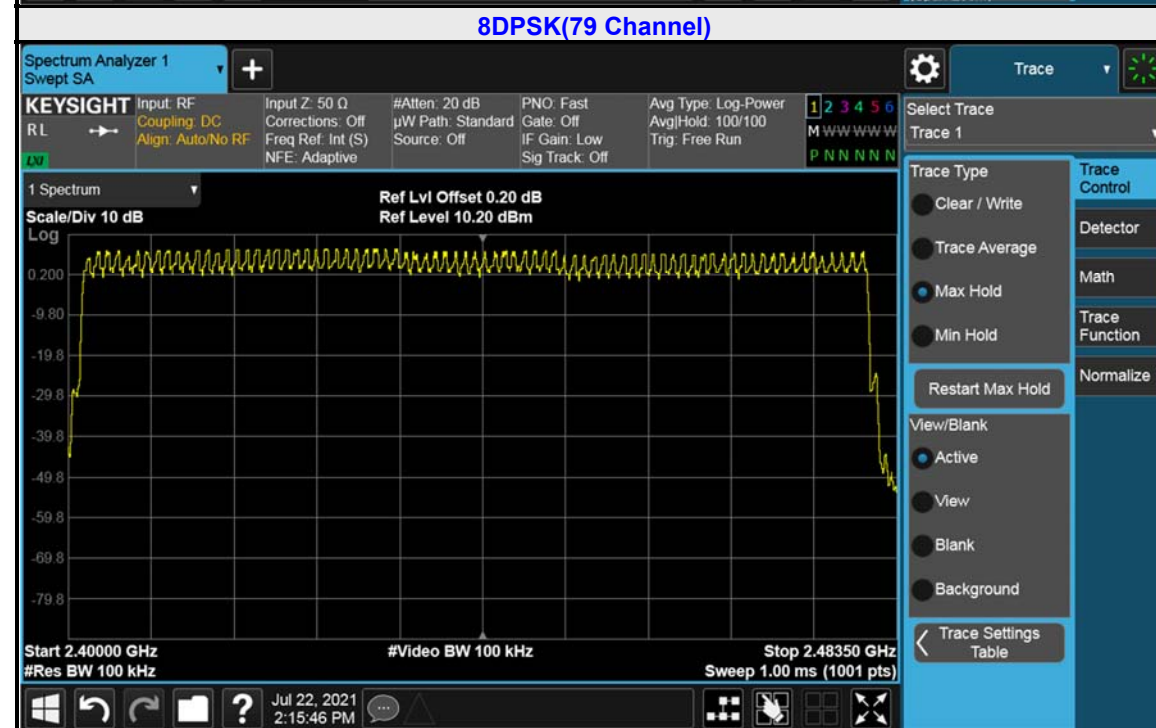 8DPSK(79 Channel)
Spectrum Analyzer 1
Swept SA
Trace
KEYSIGHT
RL
LXI
Input: RF
Coupling: DC
Align: Auto/No RF
Input Z: 50 Ω
Corrections: Off
Freq Ref: Int (S)
NFE: Adaptive
#Atten: 20 dB
µW Path: Standard
Source: Off
PNO: Fast
Gate: Off
IF Gain: Low
Sig Track: Off
Avg Type: Log-Power
Avg|Hold: 100/100
Trig: Free Run
1 2 3 4 5 6
M W W W W W
P N N N N N
Select Trace
Trace 1
1 Spectrum
Scale/Div 10 dB
Log
Ref Lvl Offset 0.20 dB
Ref Level 10.20 dBm
0.200
-9.80
-19.8
-29.8
-39.8
-49.8
-59.8
-69.8
-79.8
Start 2.40000 GHz
#Res BW 100 kHz
#Video BW 100 kHz
Stop 2.48350 GHz
Sweep 1.00 ms (1001 pts)
Trace Type
Clear / Write
Trace Average
Max Hold
Min Hold
Restart Max Hold
View/Blank
Active
View
Blank
Background
Trace Settings
Table
Trace
Control
Detector
Math
Trace
Function
Normalize
?
Jul 22, 2021
2:15:46 PM